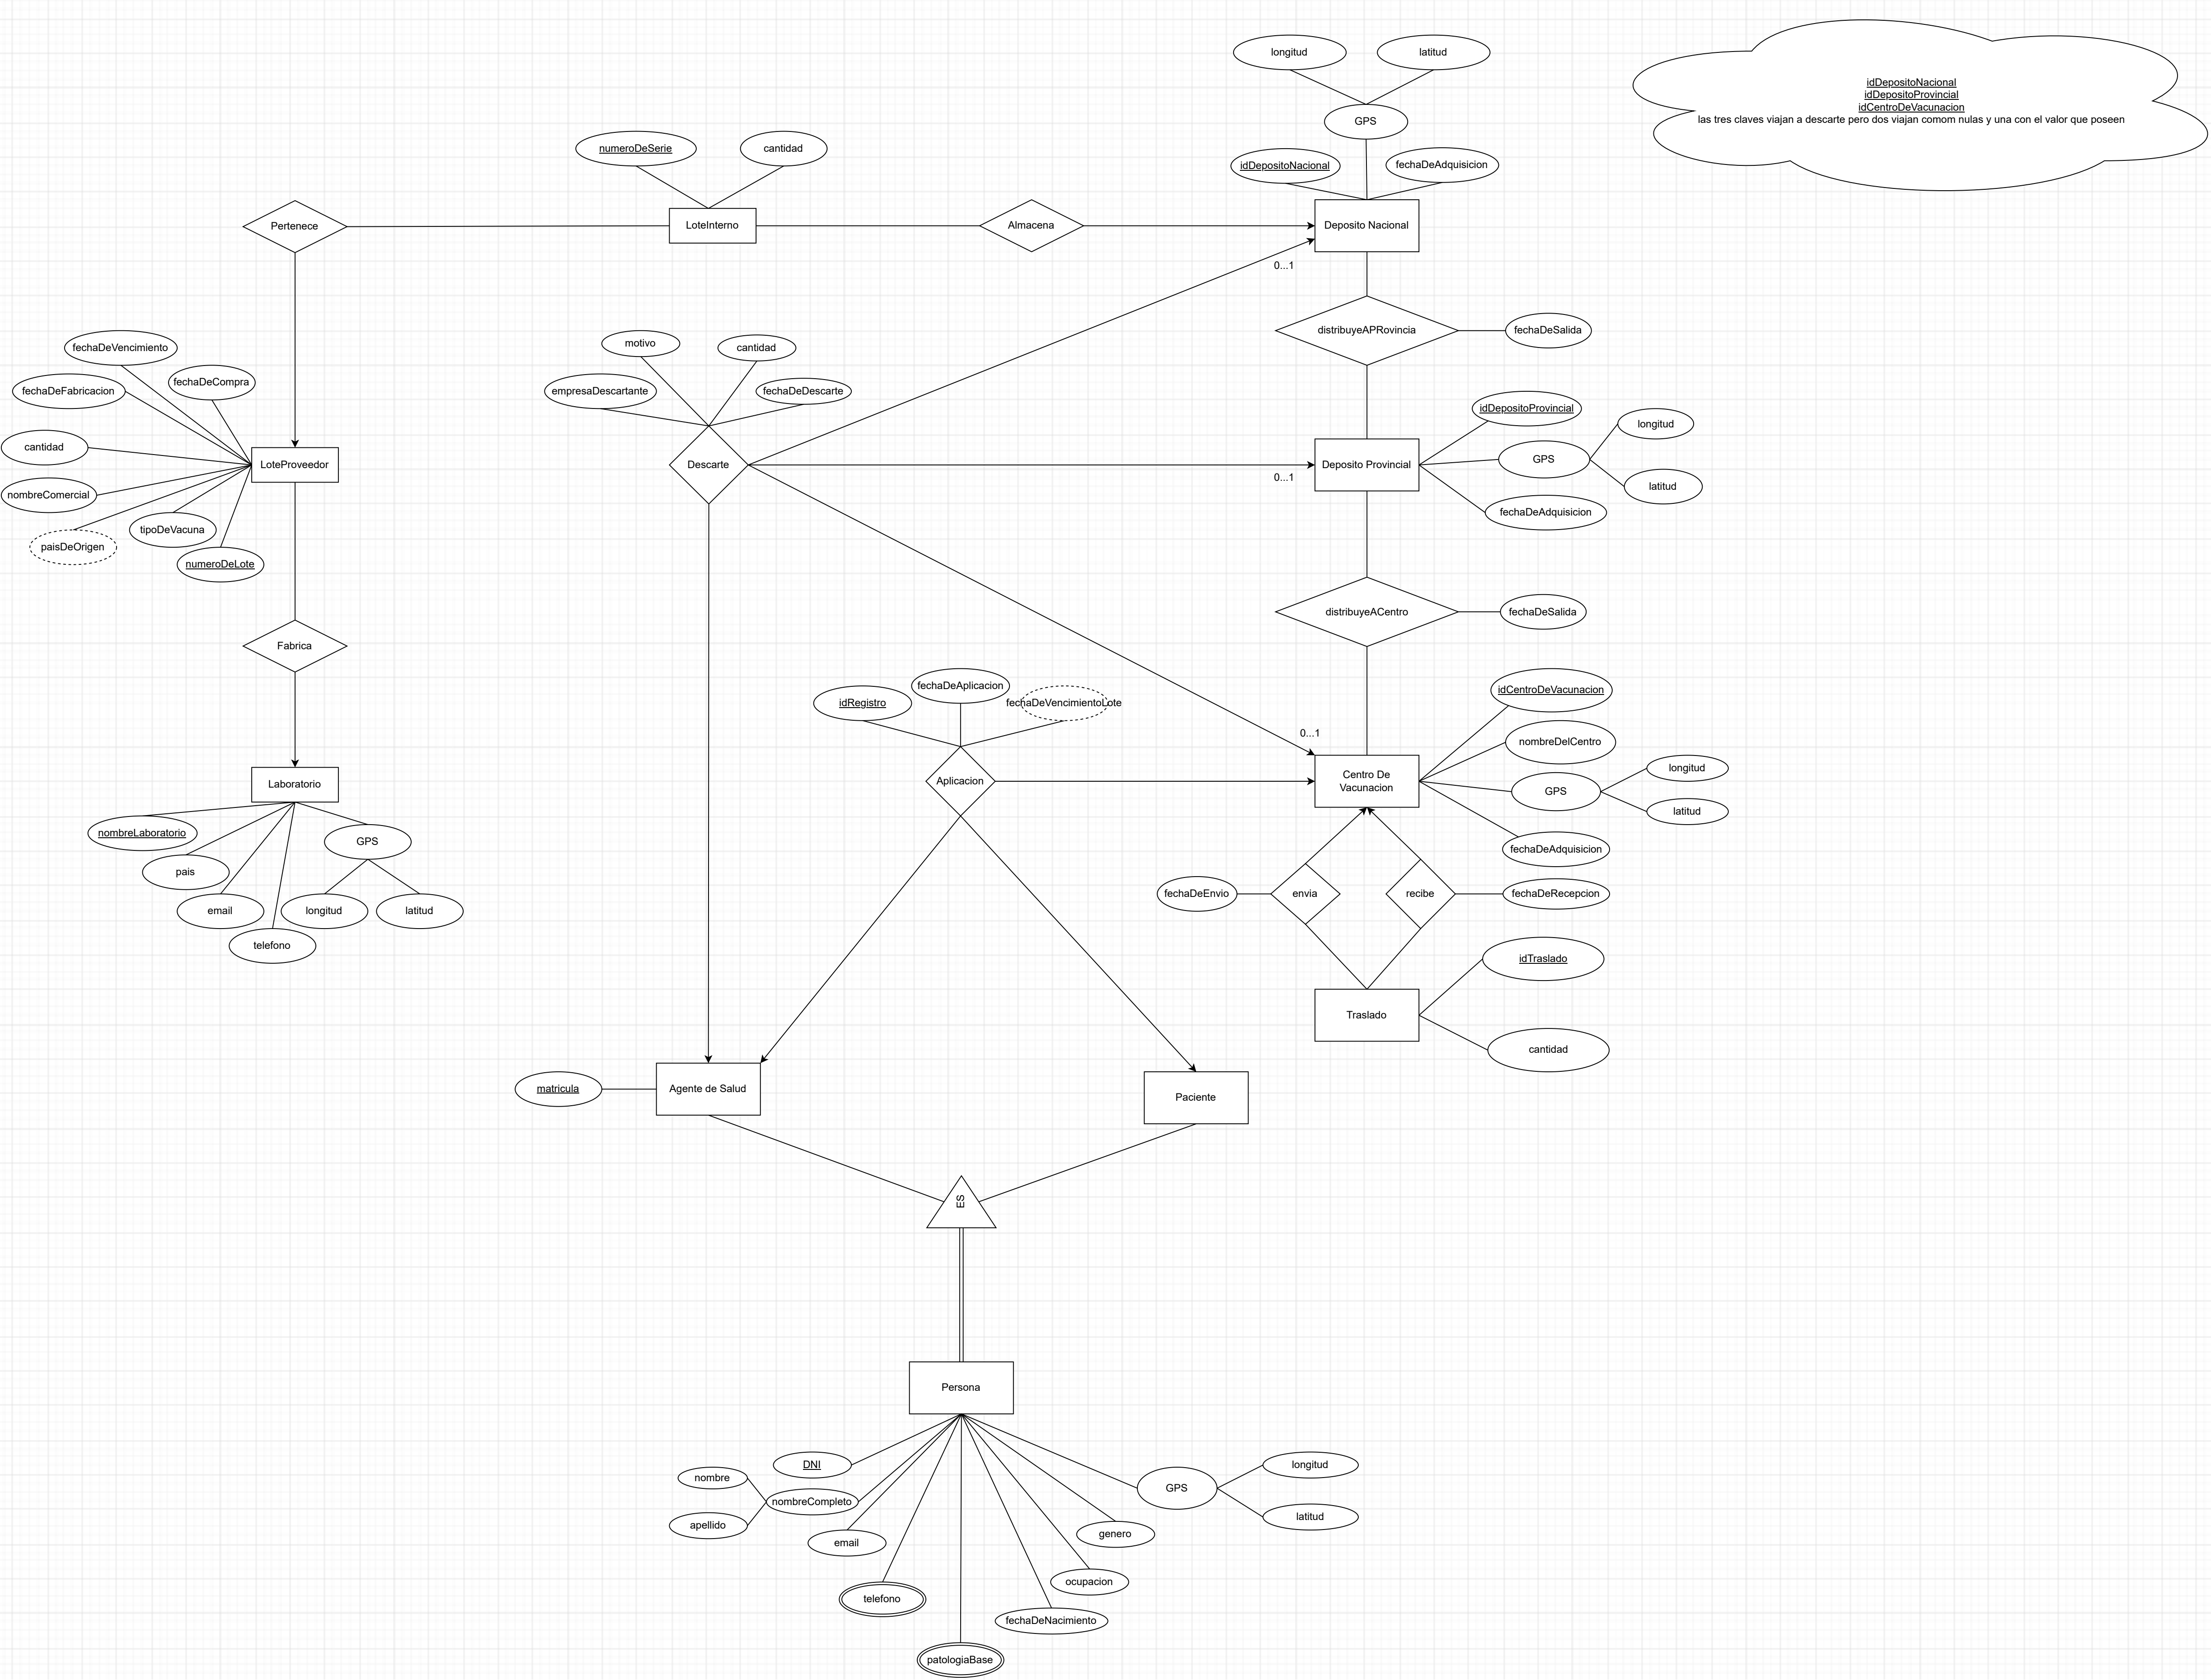 longitud
latitud
GPS
idDepositoNacional
idDepositoProvincial
idCentroDeVacunacion
las tres claves viajan a descarte pero dos viajan comom nulas y una con el valor que poseen
numeroDeSerie
cantidad
idDepositoNacional
fechaDeAdquisicion
Pertenece
LoteInterno
Almacena
Deposito Nacional
0...1
distribuyeAPRovincia
fechaDeSalida
fechaDeVencimiento
fechaDeCompra
fechaDeFabricacion
motivo
cantidad
empresaDescartante
fechaDeDescarte
idDepositoProvincial
longitud
cantidad
LoteProveedor
Descarte
Deposito Provincial
GPS
0...1
latitud
nombreComercial
tipoDeVacuna
fechaDeAdquisicion
paisDeOrigen
numeroDeLote
distribuyeACentro
fechaDeSalida
Fabrica
idRegistro
fechaDeAplicacion
fechaDeVencimientoLote
idCentroDeVacunacion
0...1
nombreDelCentro
longitud
Laboratorio
Aplicacion
Centro De
Vacunacion
GPS
latitud
nombreLaboratorio
GPS
fechaDeAdquisicion
pais
email
longitud
latitud
telefono
fechaDeEnvio
envia
recibe
fechaDeRecepcion
idTraslado
Traslado
cantidad
matricula
Agente de Salud
Paciente
ES
Persona
DNI
nombre
nombreCompleto
apellido
email
telefono
patologiaBase
fechaDeNacimiento
ocupacion
genero
GPS
longitud
latitud